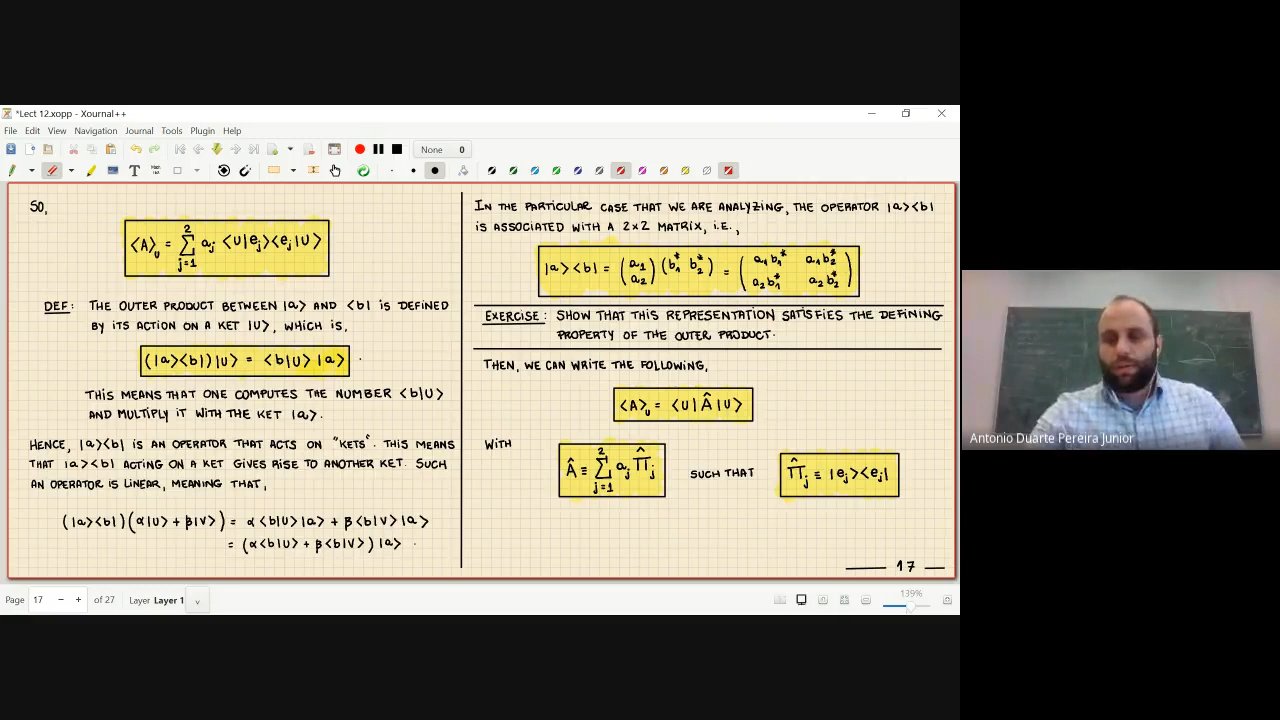 *Lect 12.xopp - Xournal++
File Edit View Navigation Journal Tools Plugin Help
None 0
SO,
⟨A⟩_U = Σ_{j=1}^{2} a_j ⟨U|e_j⟩⟨e_j|U⟩
DEF: THE OUTER PRODUCT BETWEEN |a⟩ AND ⟨b| IS DEFINED
BY ITS ACTION ON A KET |U⟩, WHICH IS,
(|a⟩⟨b|)|U⟩ = ⟨b|U⟩|a⟩ .
THIS MEANS THAT ONE COMPUTES THE NUMBER ⟨b|U⟩
AND MULTIPLY IT WITH THE KET |a⟩.
HENCE, |a⟩⟨b| IS AN OPERATOR THAT ACTS ON "KETS". THIS MEANS
THAT |a⟩⟨b| ACTING ON A KET GIVES RISE TO ANOTHER KET. SUCH
AN OPERATOR IS LINEAR, MEANING THAT,
(|a⟩⟨b|)(α|U⟩ + β|V⟩) = α⟨b|U⟩|a⟩ + β⟨b|V⟩|a⟩
= (α⟨b|U⟩ + β⟨b|V⟩)|a⟩ .
IN THE PARTICULAR CASE THAT WE ARE ANALYZING, THE OPERATOR |a⟩⟨b|
IS ASSOCIATED WITH A 2x2 MATRIX, i.E.,
|a⟩⟨b| = (a_1 ; a_2)(b_1^* b_2^*) = (a_1b_1^* a_1b_2^* ; a_2b_1^* a_2b_2^*)
EXERCISE: SHOW THAT THIS REPRESENTATION SATISFIES THE DEFINING
PROPERTY OF THE OUTER PRODUCT.
THEN, WE CAN WRITE THE FOLLOWING,
⟨A⟩_U = ⟨U|Â|U⟩
WITH
Â ≡ Σ_{j=1}^{2} a_j Π̂_j SUCH THAT Π̂_j ≡ |e_j⟩⟨e_j|
17
Page 17 − + of 27 Layer Layer 1
139%
Antonio Duarte Pereira Junior